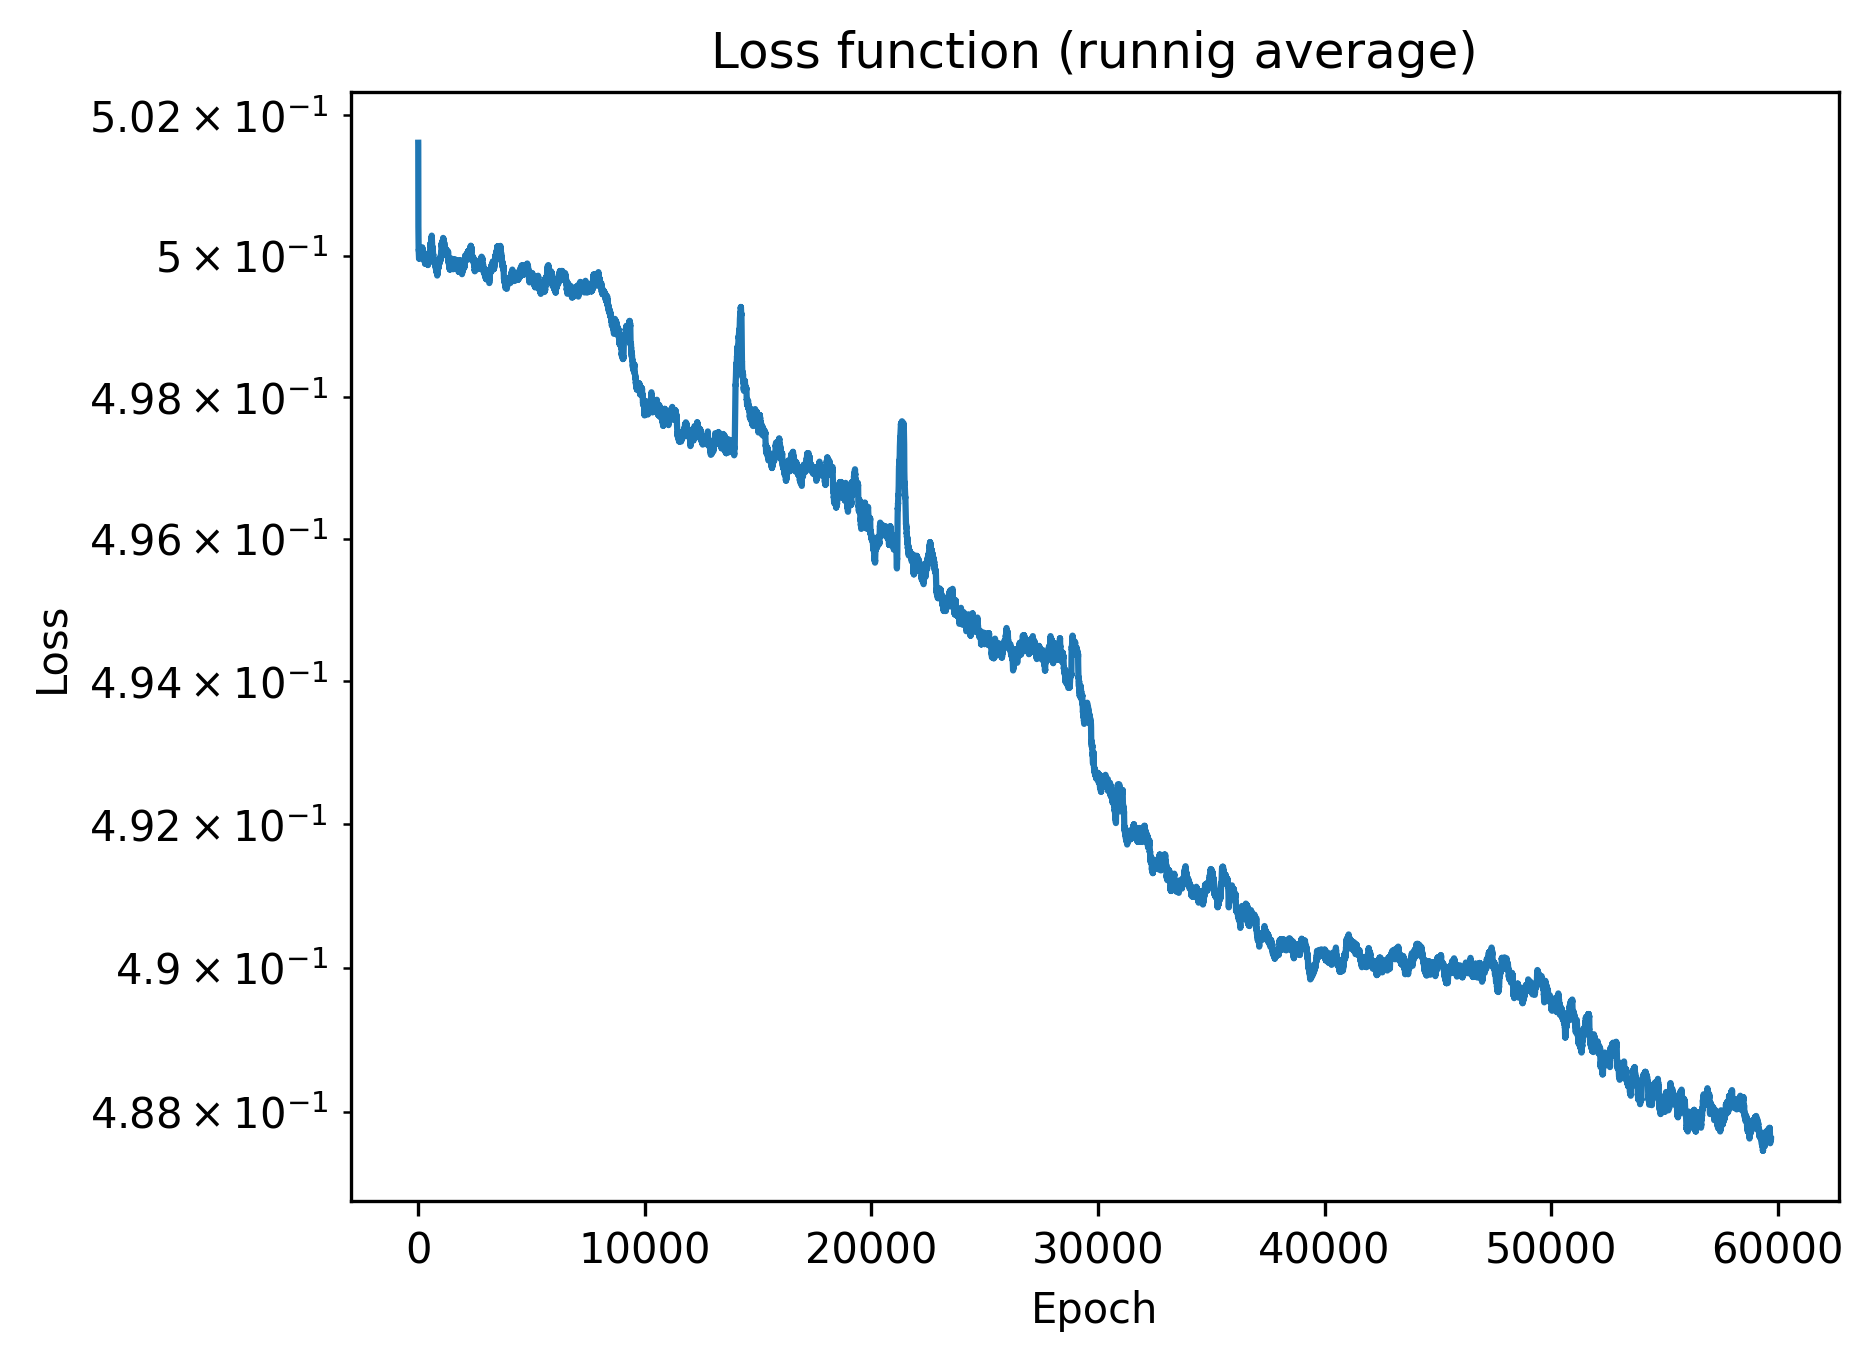 Loss function (runnig average)
5.02 × 10⁻¹
5 × 10⁻¹
4.98 × 10⁻¹
4.96 × 10⁻¹
4.94 × 10⁻¹
4.92 × 10⁻¹
4.9 × 10⁻¹
4.88 × 10⁻¹
Loss
0 10000 20000 30000 40000 50000 60000
Epoch